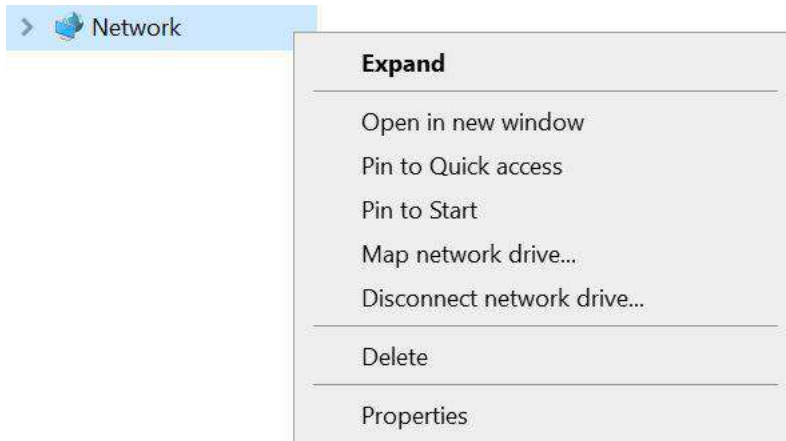 Network
Expand
Open in new window
Pin to Quick access
Pin to Start
Map network drive...
Disconnect network drive...
Delete
Properties